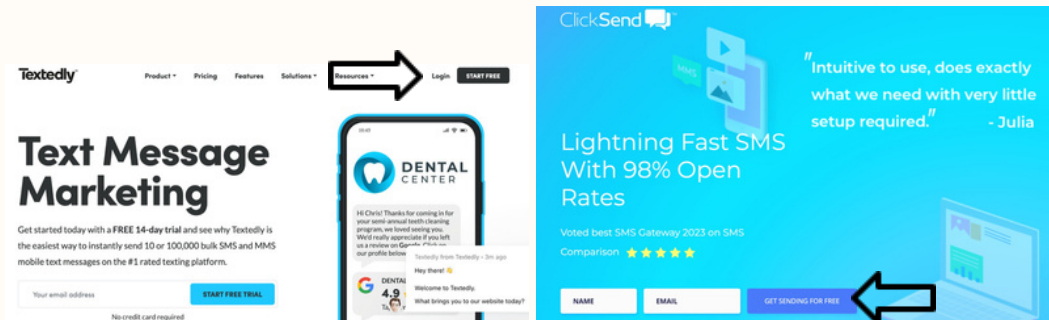 Textedly
Product Pricing Features Solutions Resources Login START FREE
Text Message
Marketing
Get started today with a FREE 14-day trial and see why Textedly is
the easiest way to instantly send 10 or 100,000 bulk SMS and MMS
mobile text messages on the #1 rated texting platform.
Your email address START FREE TRIAL
No credit card required
DENTAL
CENTER
Hi Chris! Thanks for coming in for
your semi-annual teeth cleaning
program, we loved seeing you.
We'd really appreciate if you left
us a review on Google. Click on
our profile below
Textedly from Textedly • 3m ago
Hey there! 👋
Welcome to Textedly.
What brings you to our website today?
DENTAL
4.9
ClickSend
MMS
"Intuitive to use, does exactly
what we need with very little
setup required."
- Julia
Lightning Fast SMS
With 98% Open
Rates
Voted best SMS Gateway 2023 on SMS
Comparison
NAME EMAIL GET SENDING FOR FREE